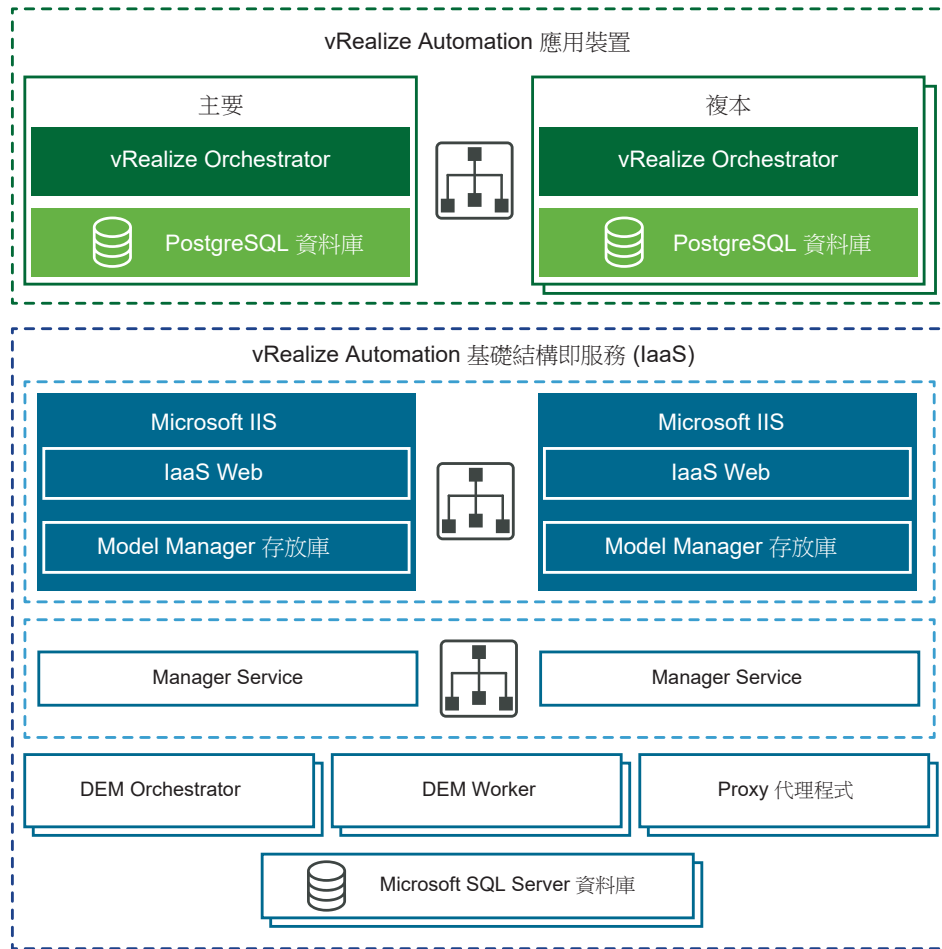 vRealize Automation 應用裝置
主要
複本
vRealize Orchestrator
vRealize Orchestrator
PostgreSQL 資料庫
PostgreSQL 資料庫
vRealize Automation 基礎結構即服務 (IaaS)
Microsoft IIS
Microsoft IIS
IaaS Web
IaaS Web
Model Manager 存放庫
Model Manager 存放庫
Manager Service
Manager Service
DEM Orchestrator
DEM Worker
Proxy 代理程式
Microsoft SQL Server 資料庫